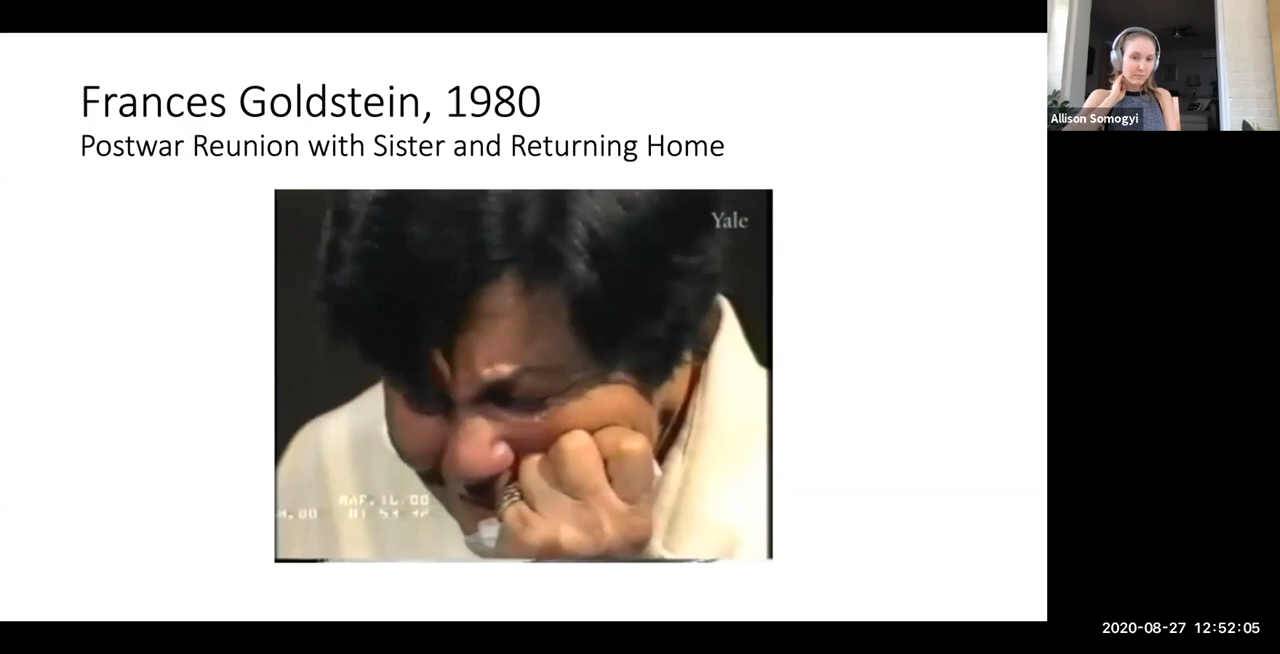 Frances Goldstein, 1980
Postwar Reunion with Sister and Returning Home
Yale
Allison Somogyi
2020-08-27 12:52:05